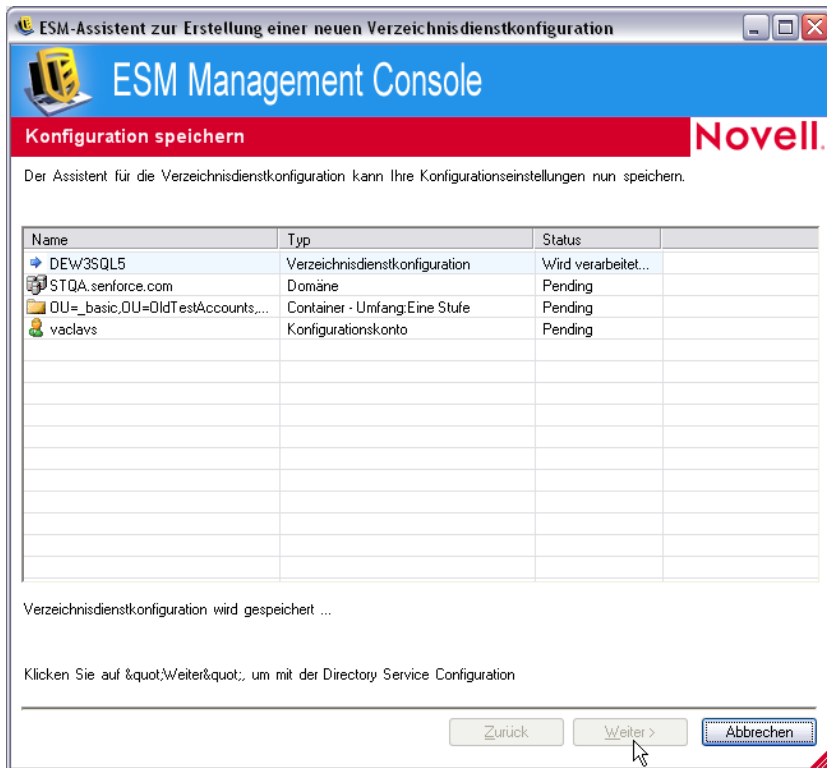 ESM-Assistent zur Erstellung einer neuen Verzeichnisdienstkonfiguration
ESM Management Console
Konfiguration speichern
Novell.
Der Assistent für die Verzeichnisdienstkonfiguration kann Ihre Konfigurationseinstellungen nun speichern.
Name Typ Status
DEW3SQL5 Verzeichnisdienstkonfiguration Wird verarbeitet...
STQA.senforce.com Domäne Pending
OU=_basic,OU=OldTestAccounts,... Container - Umfang:Eine Stufe Pending
vaclavs Konfigurationskonto Pending
Verzeichnisdienstkonfiguration wird gespeichert ...
Klicken Sie auf &quot;Weiter&quot;, um mit der Directory Service Configuration
Zurück Weiter > Abbrechen